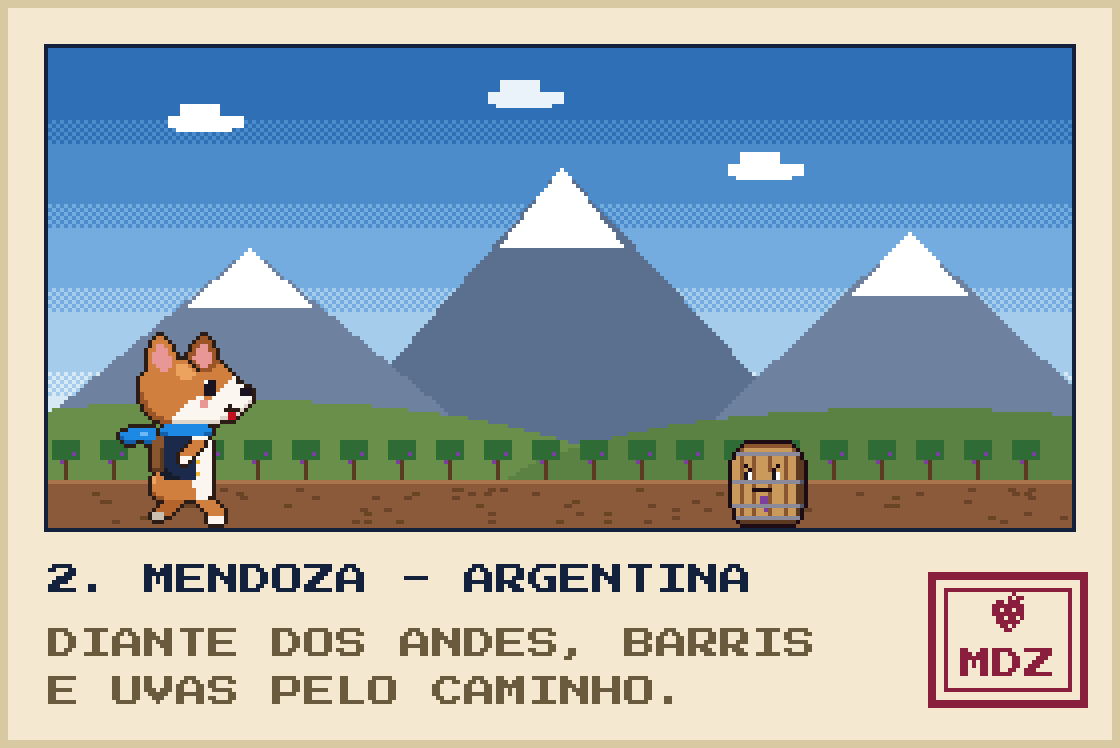 2. MENDOZA - ARGENTINA
DIANTE DOS ANDES, BARRIS
E UVAS PELO CAMINHO.
MDZ